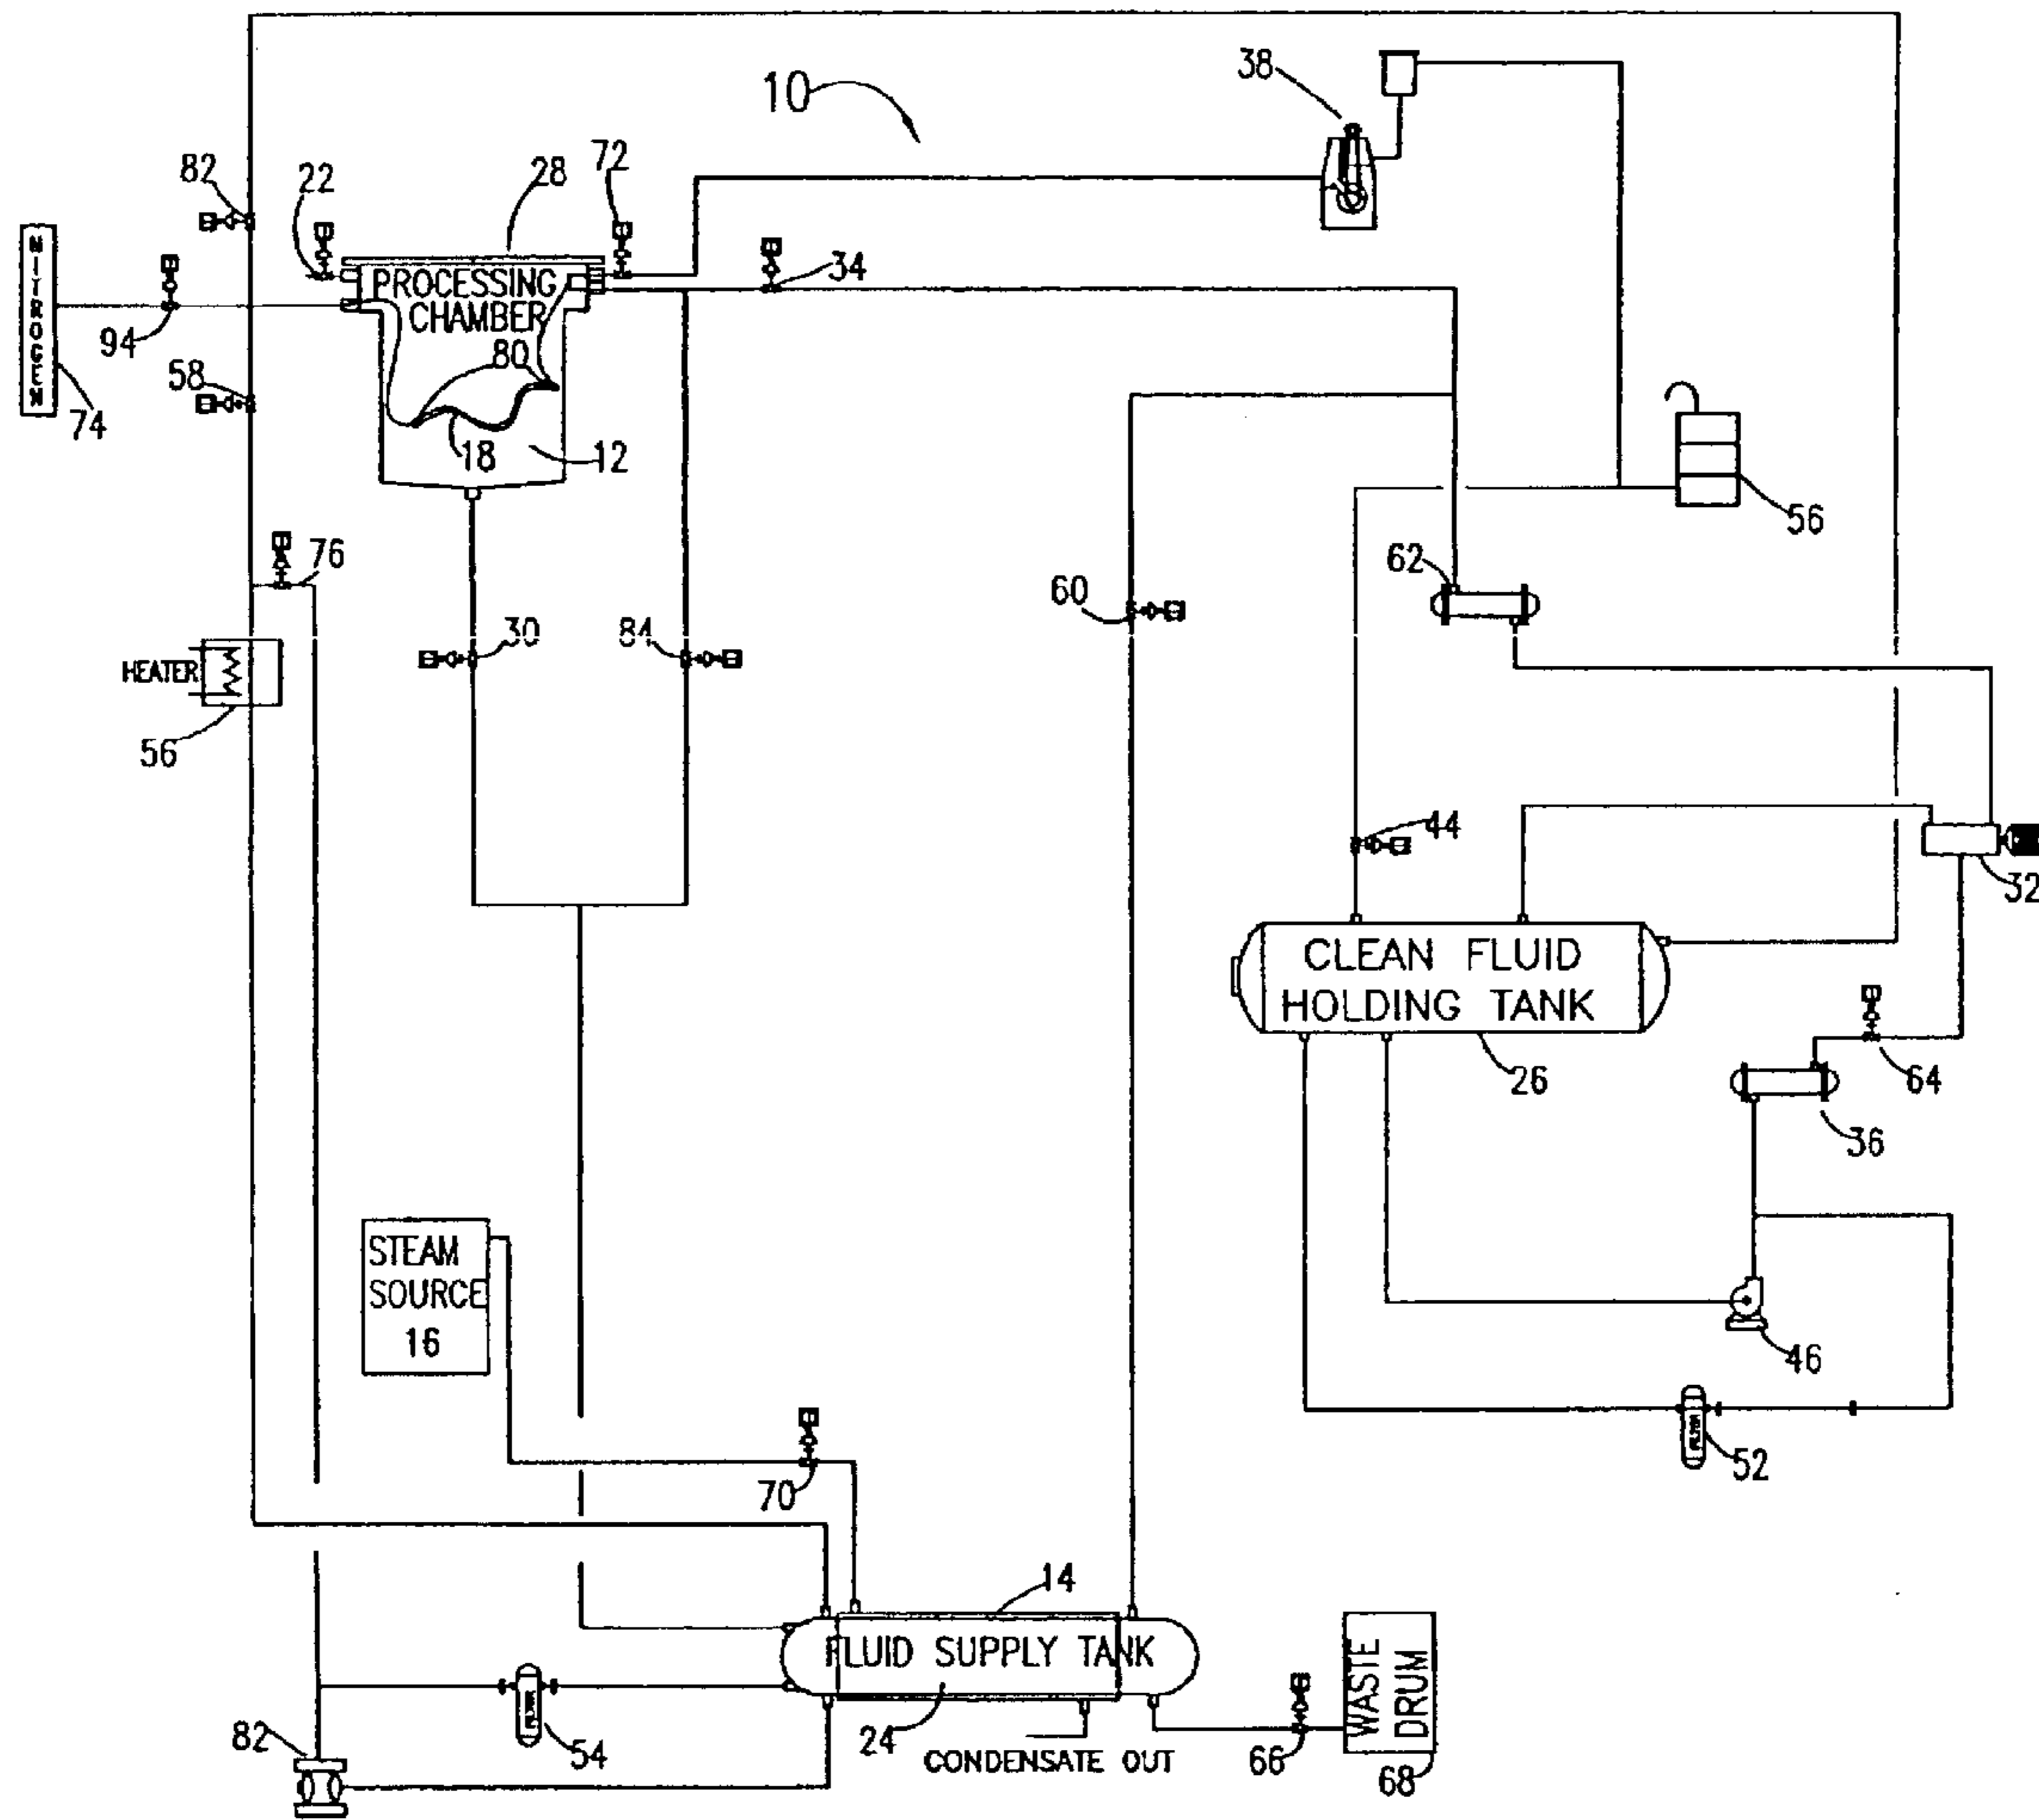 10
38
82
22
28
72
34
NITROGEN
PROCESSING
CHAMBER
94
80
58
74
18
12
56
76
62
60
30
84
HEATER
56
44
32
CLEAN FLUID
HOLDING TANK
26
64
36
STEAM
SOURCE
16
46
52
70
14
FLUID SUPPLY TANK
24
WASTE
DRUM
82
54
CONDENSATE OUT
66
68